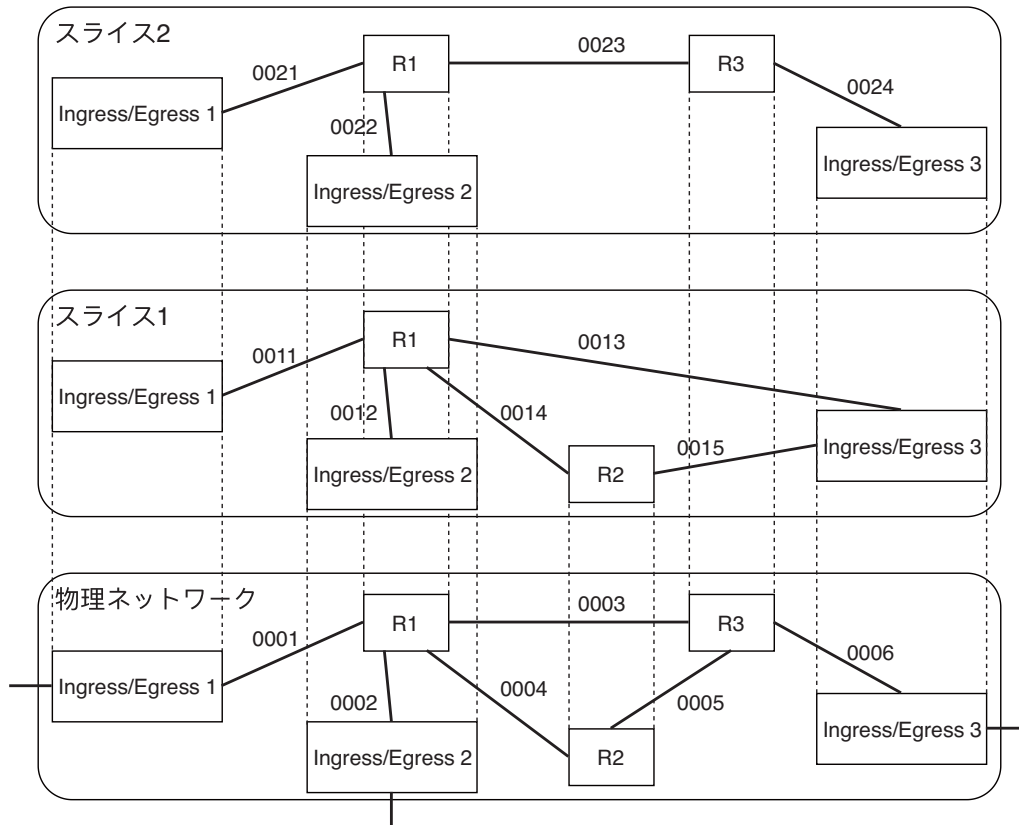 スライス2
0023
R1
R3
0021
0024
Ingress/Egress 1
0022
Ingress/Egress 2
Ingress/Egress 3
スライス1
R1
0013
0011
Ingress/Egress 1
0012
0014
Ingress/Egress 2
R2
0015
Ingress/Egress 3
物理ネットワーク
0003
R1
R3
0001
0006
Ingress/Egress 1
0002
0004
0005
Ingress/Egress 2
R2
Ingress/Egress 3